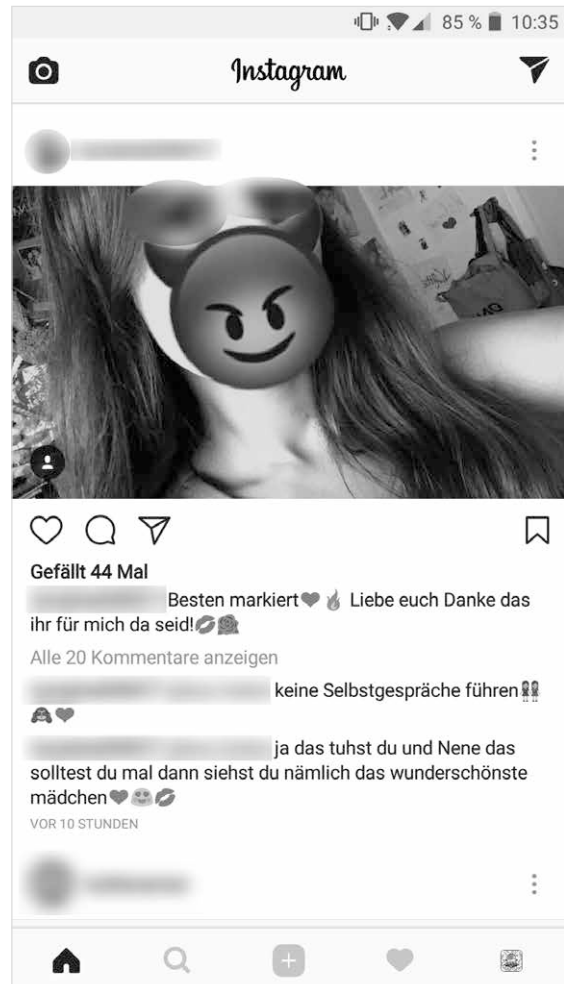 85 % 10:35
Instagram
Gefällt 44 Mal
Besten markiert❤🔥 Liebe euch Danke das
ihr für mich da seid!💋🌹
Alle 20 Kommentare anzeigen
keine Selbstgespräche führen👭
🙈❤
ja das tuhst du und Nene das
solltest du mal dann siehst du nämlich das wunderschönste
mädchen❤😍💋
VOR 10 STUNDEN